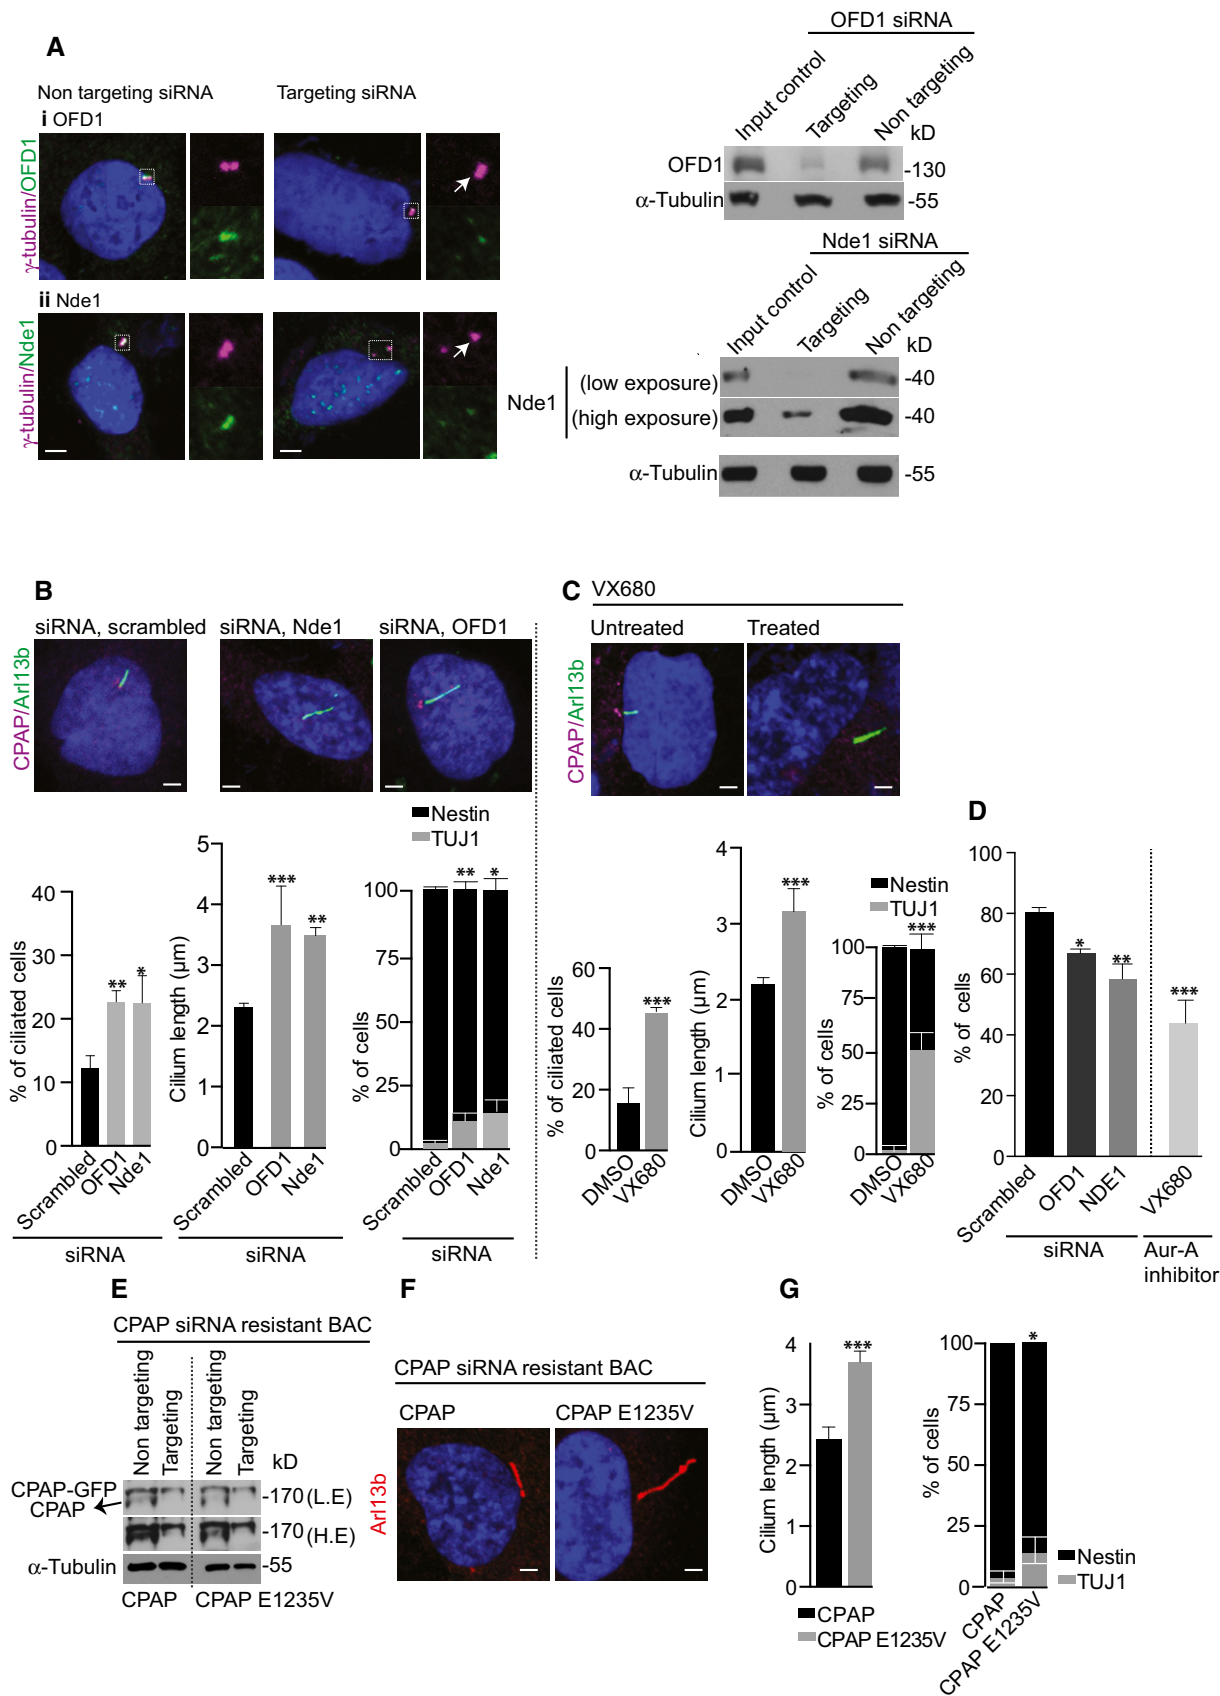 A
Non targeting siRNA
Targeting siRNA
i OFD1
γ-tubulin/OFD1
ii Nde1
γ-tubulin/Nde1
OFD1 siRNA
Input control
Targeting
Non targeting
kD
OFD1
-130
α-Tubulin
-55
Nde1 siRNA
Input control
Targeting
Non targeting
kD
Nde1
(low exposure)
-40
(high exposure)
-40
α-Tubulin
-55
B
siRNA, scrambled
siRNA, Nde1
siRNA, OFD1
CPAP/Arl13b
% of ciliated cells
40
30
20
10
0
Scrambled
OFD1
Nde1
siRNA
** *
Cilium length (µm)
5
4
3
2
1
0
Scrambled
OFD1
Nde1
siRNA
*** **
Nestin
TUJ1
% of cells
100
75
50
25
0
Scrambled
OFD1
Nde1
siRNA
** *
C
VX680
Untreated
Treated
CPAP/Arl13b
% of ciliated cells
60
40
20
0
DMSO
VX680
***
Cilium length (µm)
4
3
2
1
0
DMSO
VX680
***
Nestin
TUJ1
% of cells
100
75
50
25
0
DMSO
VX680
***
D
% of cells
100
80
60
40
20
0
* ** ***
Scrambled
OFD1
NDE1
VX680
siRNA
Aur-A
inhibitor
E
CPAP siRNA resistant BAC
Non targeting
Targeting
Non targeting
Targeting
kD
CPAP-GFP
CPAP
-170 (L.E)
-170 (H.E)
α-Tubulin
-55
CPAP
CPAP E1235V
F
CPAP siRNA resistant BAC
CPAP
CPAP E1235V
Arl13b
G
Cilium length (µm)
4
3
2
1
0
***
CPAP
CPAP E1235V
% of cells
100
75
50
25
0
*
CPAP
CPAP E1235V
Nestin
TUJ1